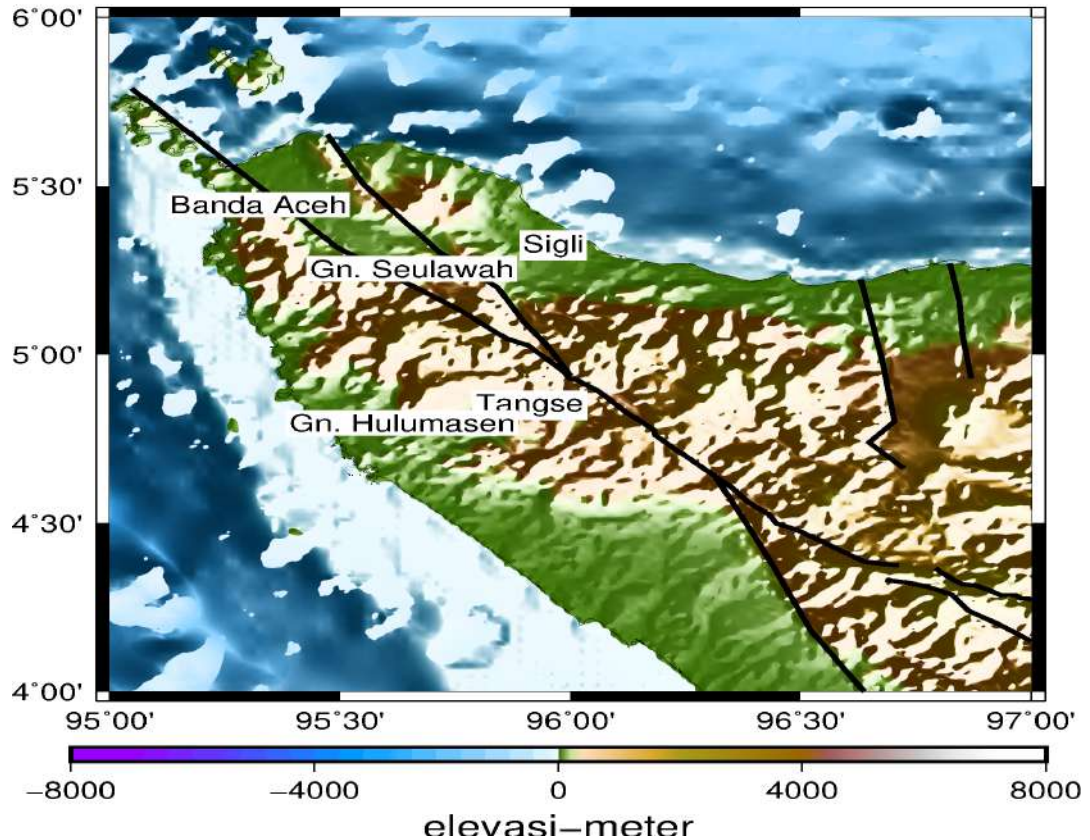 6°00'
5°30'
Banda Aceh
Sigli
Gn. Seulawah
5°00'
Tangse
Gn. Hulumasen
4°30'
4°00'
95°00' 95°30' 96°00' 96°30' 97°00'
−8000 −4000 0 4000 8000
elevasi−meter